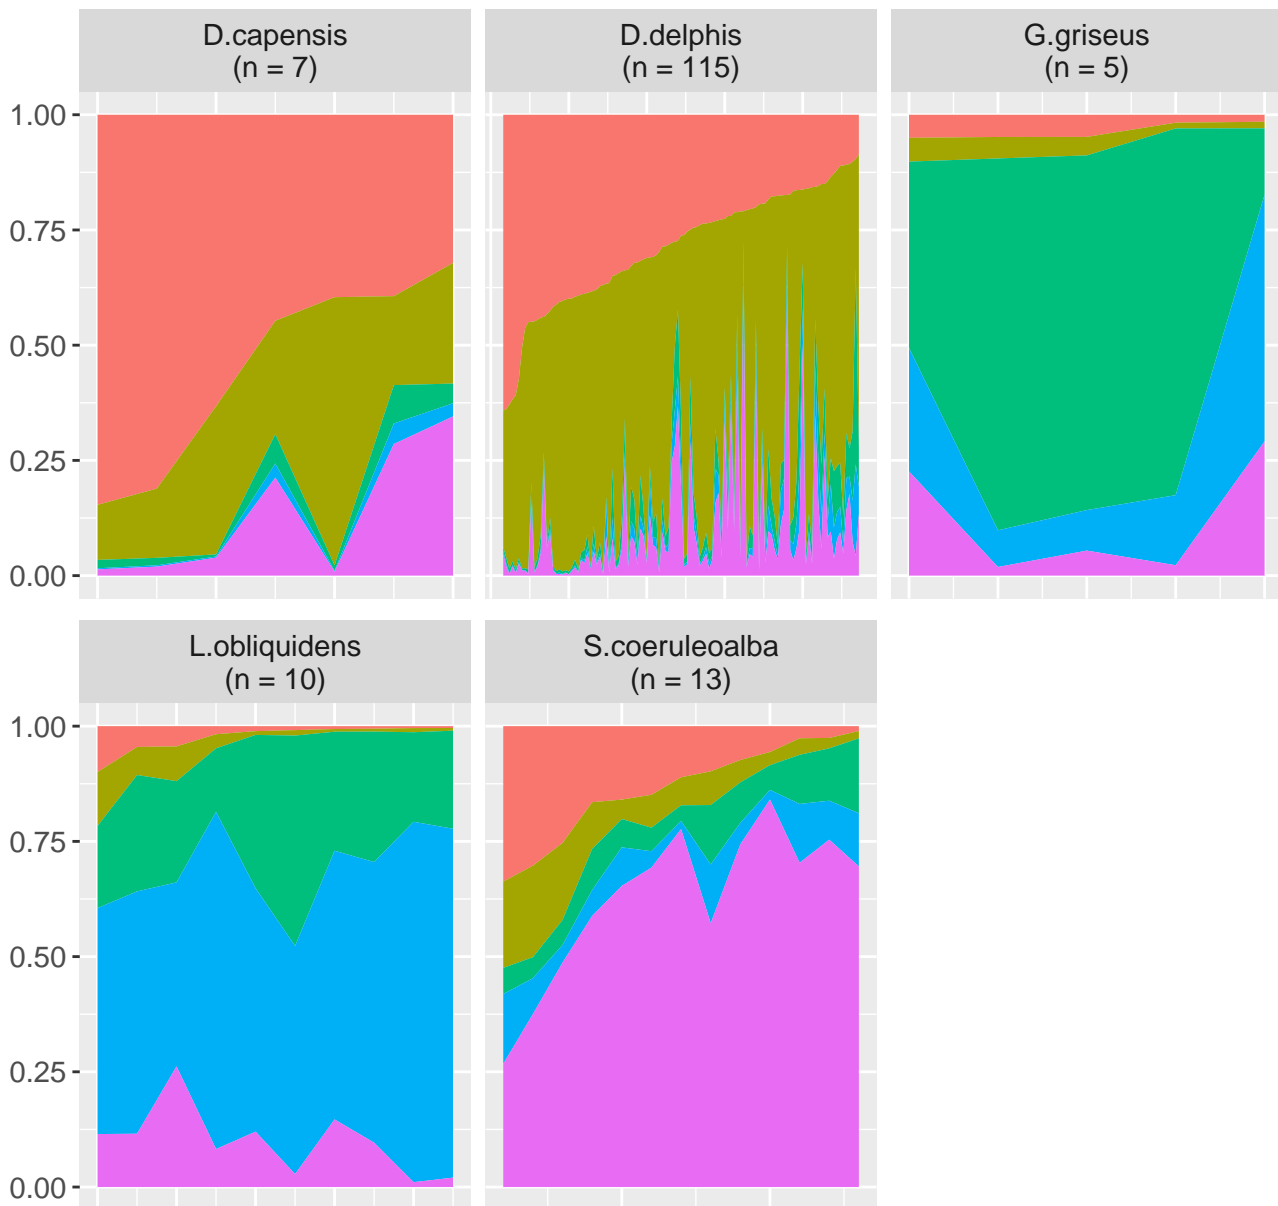 D.capensis
(n = 7)
D.delphis
(n = 115)
G.griseus
(n = 5)
1.00
0.75
0.50
0.25
0.00
L.obliquidens
(n = 10)
S.coeruleoalba
(n = 13)
1.00
0.75
0.50
0.25
0.00